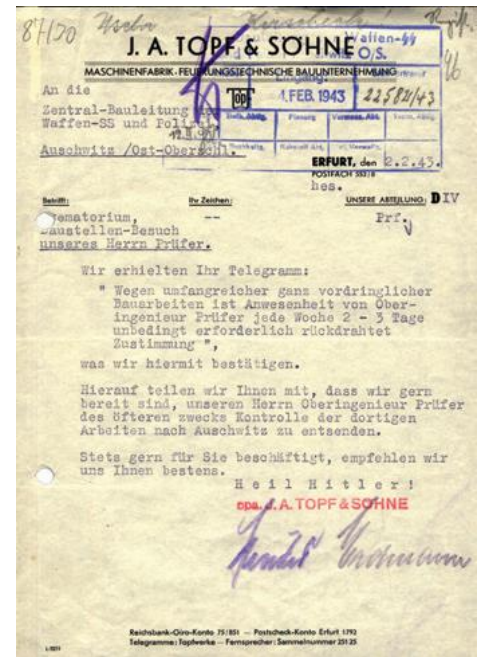 87/20
J. A. TOPF & SÖHNE
MASCHINENFABRIK · FEUERUNGSTECHNISCHE BAUUNTERNEHMUNG
Waffen-SS
O/S.
An die
Zentral-Bauleitung
Waffen-SS und Polizei
Auschwitz /Ost-Oberschl.
TOPF
4. FEB. 1943
22582/43
Planung
ERFURT, den 2.2.43.
POSTFACH 552/8
hes.
Betrifft:
Ihr Zeichen:
UNSERE ABTEILUNG: D IV
Krematorium,
--
Prf.
Baustellen-Besuch
unseres Herrn Prüfer.
Wir erhielten Ihr Telegramm:
" Wegen umfangreicher ganz vordringlicher
Bauarbeiten ist Anwesenheit von Ober-
ingenieur Prüfer jede Woche 2 - 3 Tage
unbedingt erforderlich rückdrahtet
Zustimmung ",
was wir hiermit bestätigen.
Hierauf teilen wir Ihnen mit, dass wir gern
bereit sind, unseren Herrn Oberingenieur Prüfer
des öfteren zwecks Kontrolle der dortigen
Arbeiten nach Auschwitz zu entsenden.
Stets gern für Sie beschäftigt, empfehlen wir
uns Ihnen bestens.
Heil Hitler!
ppa. J. A. TOPF & SÖHNE
Reichsbank-Giro-Konto 75/851 — Postscheck-Konto Erfurt 1792
Telegramme: Topfwerke — Fernsprecher: Sammelnummer 25125